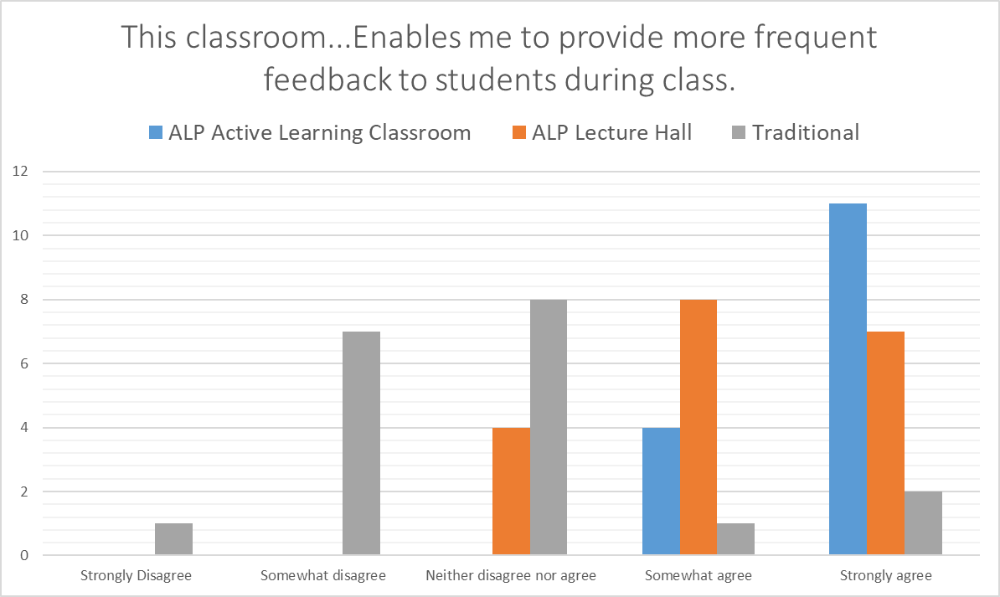 This classroom...Enables me to provide more frequent
feedback to students during class.
ALP Active Learning Classroom ALP Lecture Hall Traditional
12
10
8
6
4
2
0
Strongly Disagree Somewhat disagree Neither disagree nor agree Somewhat agree Strongly agree